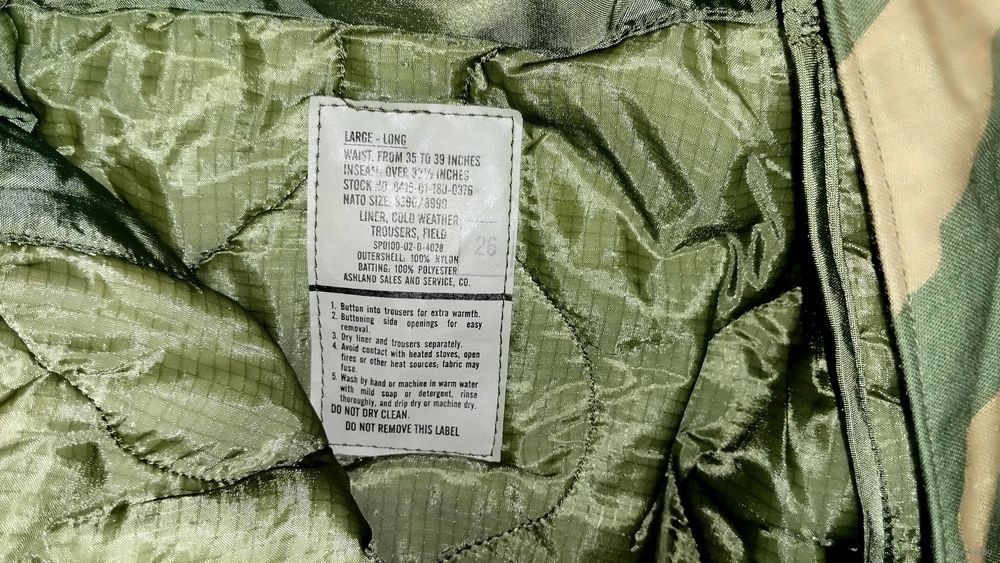 LARGE - LONG
WAIST. FROM 35 TO 39 INCHES
INSEAM: OVER INCHES
STOCK NO. 8415-01-180-0376
NATO SIZE:
LINER, COLD WEATHER
TROUSERS, FIELD
SPO100-02-D-4028
OUTERSHELL: 100% NYLON
BATTING: 100% POLYESTER
ASHLAND SALES AND SERVICE, CO.
26
1. Button into trousers for extra warmth.
2. Buttoning side openings for easy
removal.
3. Dry liner and trousers separately.
4. Avoid contact with heated stoves, open
fires or other heat sources; fabric may
fuse.
5. Wash by hand or machine in warm water
with mild soap or detergent, rinse
thoroughly, and drip dry or machine dry.
DO NOT DRY CLEAN.
DO NOT REMOVE THIS LABEL